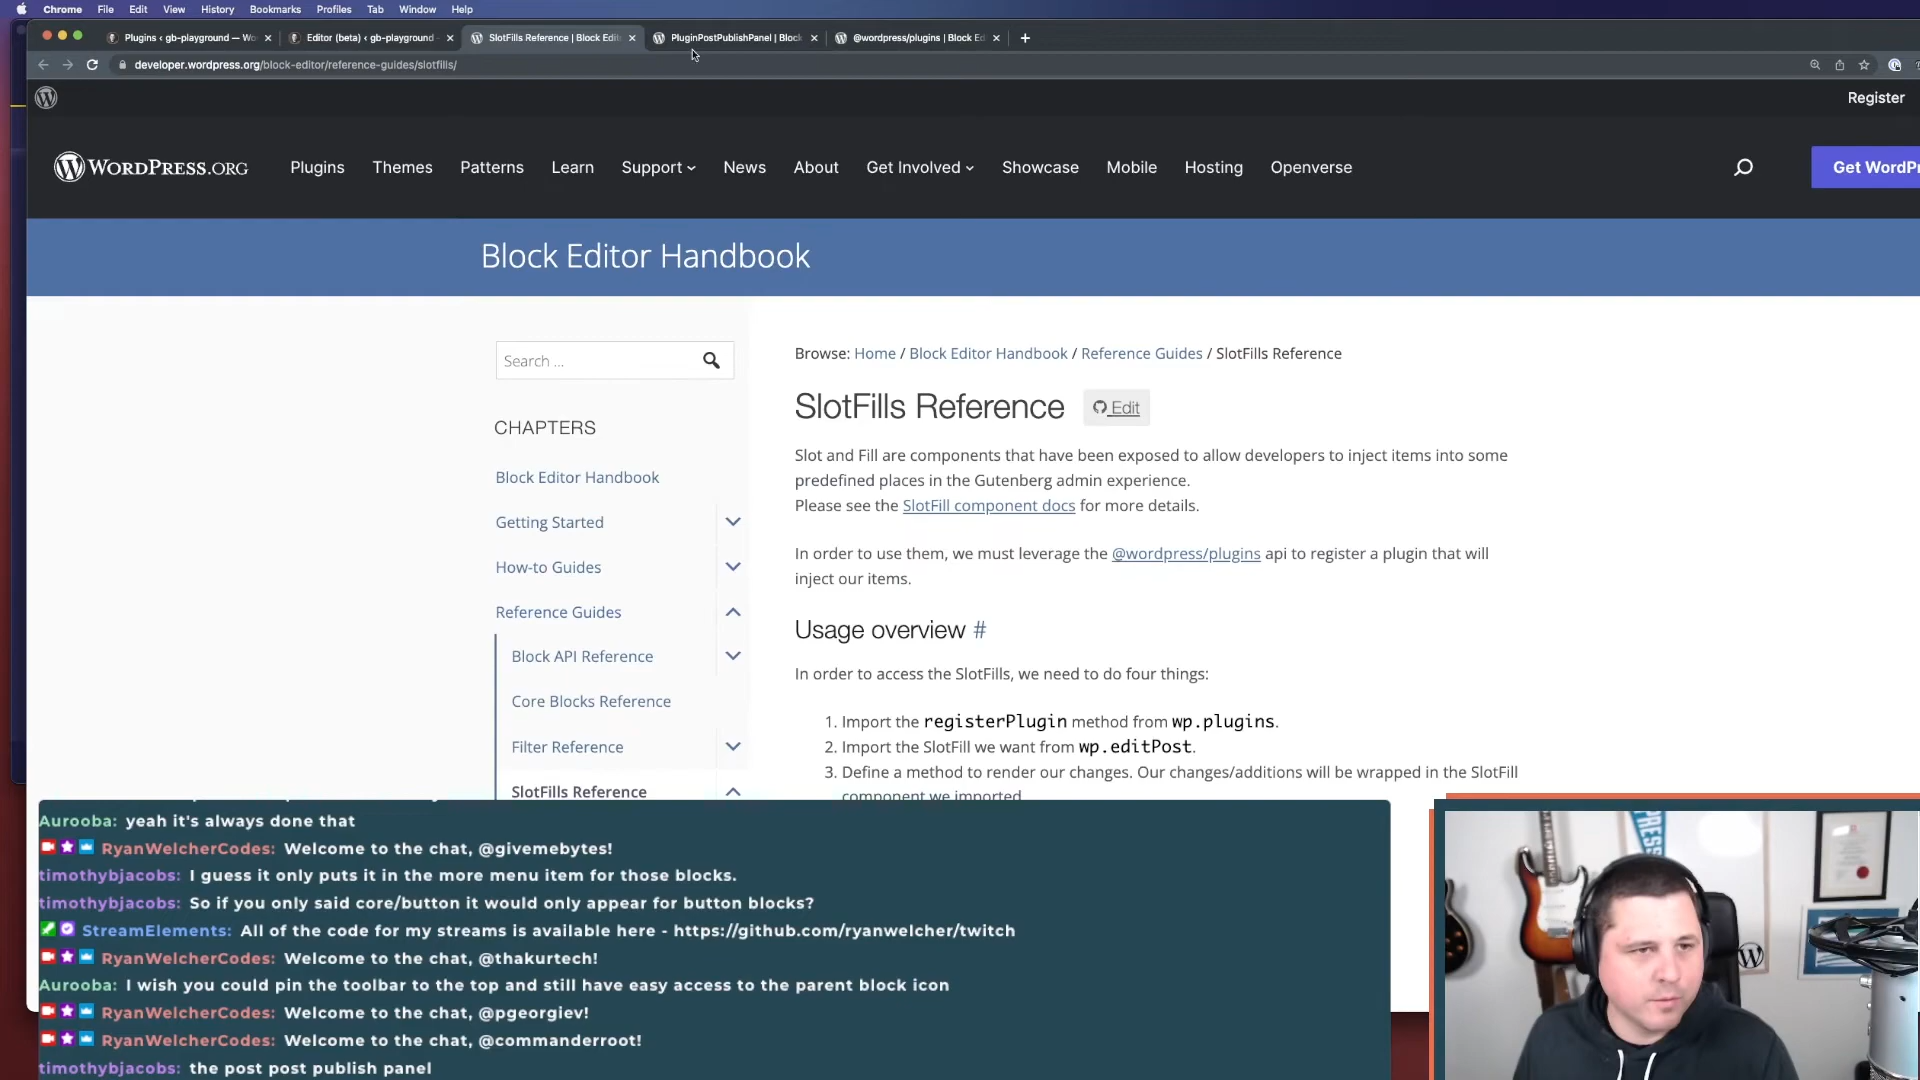 Chrome File Edit View History Bookmarks Profiles Tab Window Help
Plugins ‹ gb-playground — Wo
Editor (beta) ‹ gb-playground
SlotFills Reference | Block Edit
PluginPostPublishPanel | Block
@wordpress/plugins | Block Ed
developer.wordpress.org/block-editor/reference-guides/slotfills/
Register
WORDPRESS.ORG
Plugins Themes Patterns Learn Support News About Get Involved Showcase Mobile Hosting Openverse
Get WordPr
Block Editor Handbook
Search ...
CHAPTERS
Block Editor Handbook
Getting Started
How-to Guides
Reference Guides
Block API Reference
Core Blocks Reference
Filter Reference
SlotFills Reference
Browse: Home / Block Editor Handbook / Reference Guides / SlotFills Reference
SlotFills Reference
Edit
Slot and Fill are components that have been exposed to allow developers to inject items into some
predefined places in the Gutenberg admin experience.
Please see the SlotFill component docs for more details.
In order to use them, we must leverage the @wordpress/plugins api to register a plugin that will
inject our items.
Usage overview #
In order to access the SlotFills, we need to do four things:
1. Import the registerPlugin method from wp.plugins.
2. Import the SlotFill we want from wp.editPost.
3. Define a method to render our changes. Our changes/additions will be wrapped in the SlotFill
component we imported.
Aurooba: yeah it's always done that
RyanWelcherCodes: Welcome to the chat, @givemebytes!
timothybjacobs: I guess it only puts it in the more menu item for those blocks.
timothybjacobs: So if you only said core/button it would only appear for button blocks?
StreamElements: All of the code for my streams is available here - https://github.com/ryanwelcher/twitch
RyanWelcherCodes: Welcome to the chat, @thakurtech!
Aurooba: I wish you could pin the toolbar to the top and still have easy access to the parent block icon
RyanWelcherCodes: Welcome to the chat, @pgeorgiev!
RyanWelcherCodes: Welcome to the chat, @commanderroot!
timothybjacobs: the post post publish panel